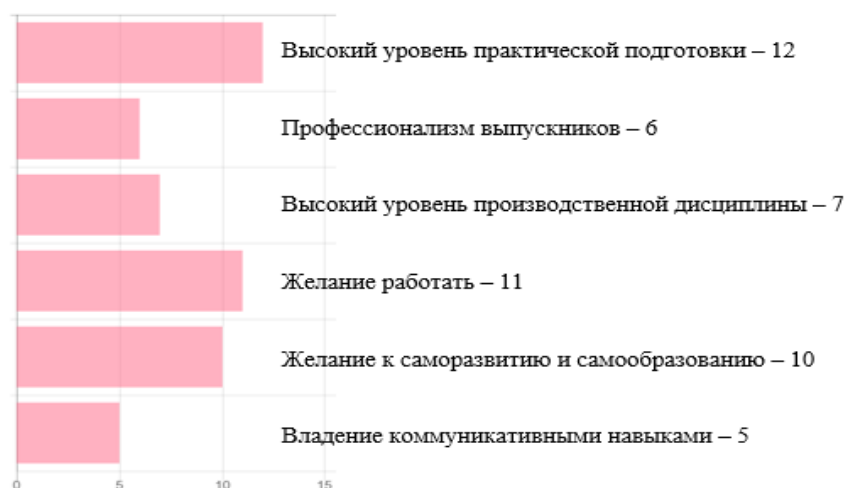 Высокий уровень практической подготовки – 12
Профессионализм выпускников – 6
Высокий уровень производственной дисциплины – 7
Желание работать – 11
Желание к саморазвитию и самообразованию – 10
Владение коммуникативными навыками – 5
0 5 10 15